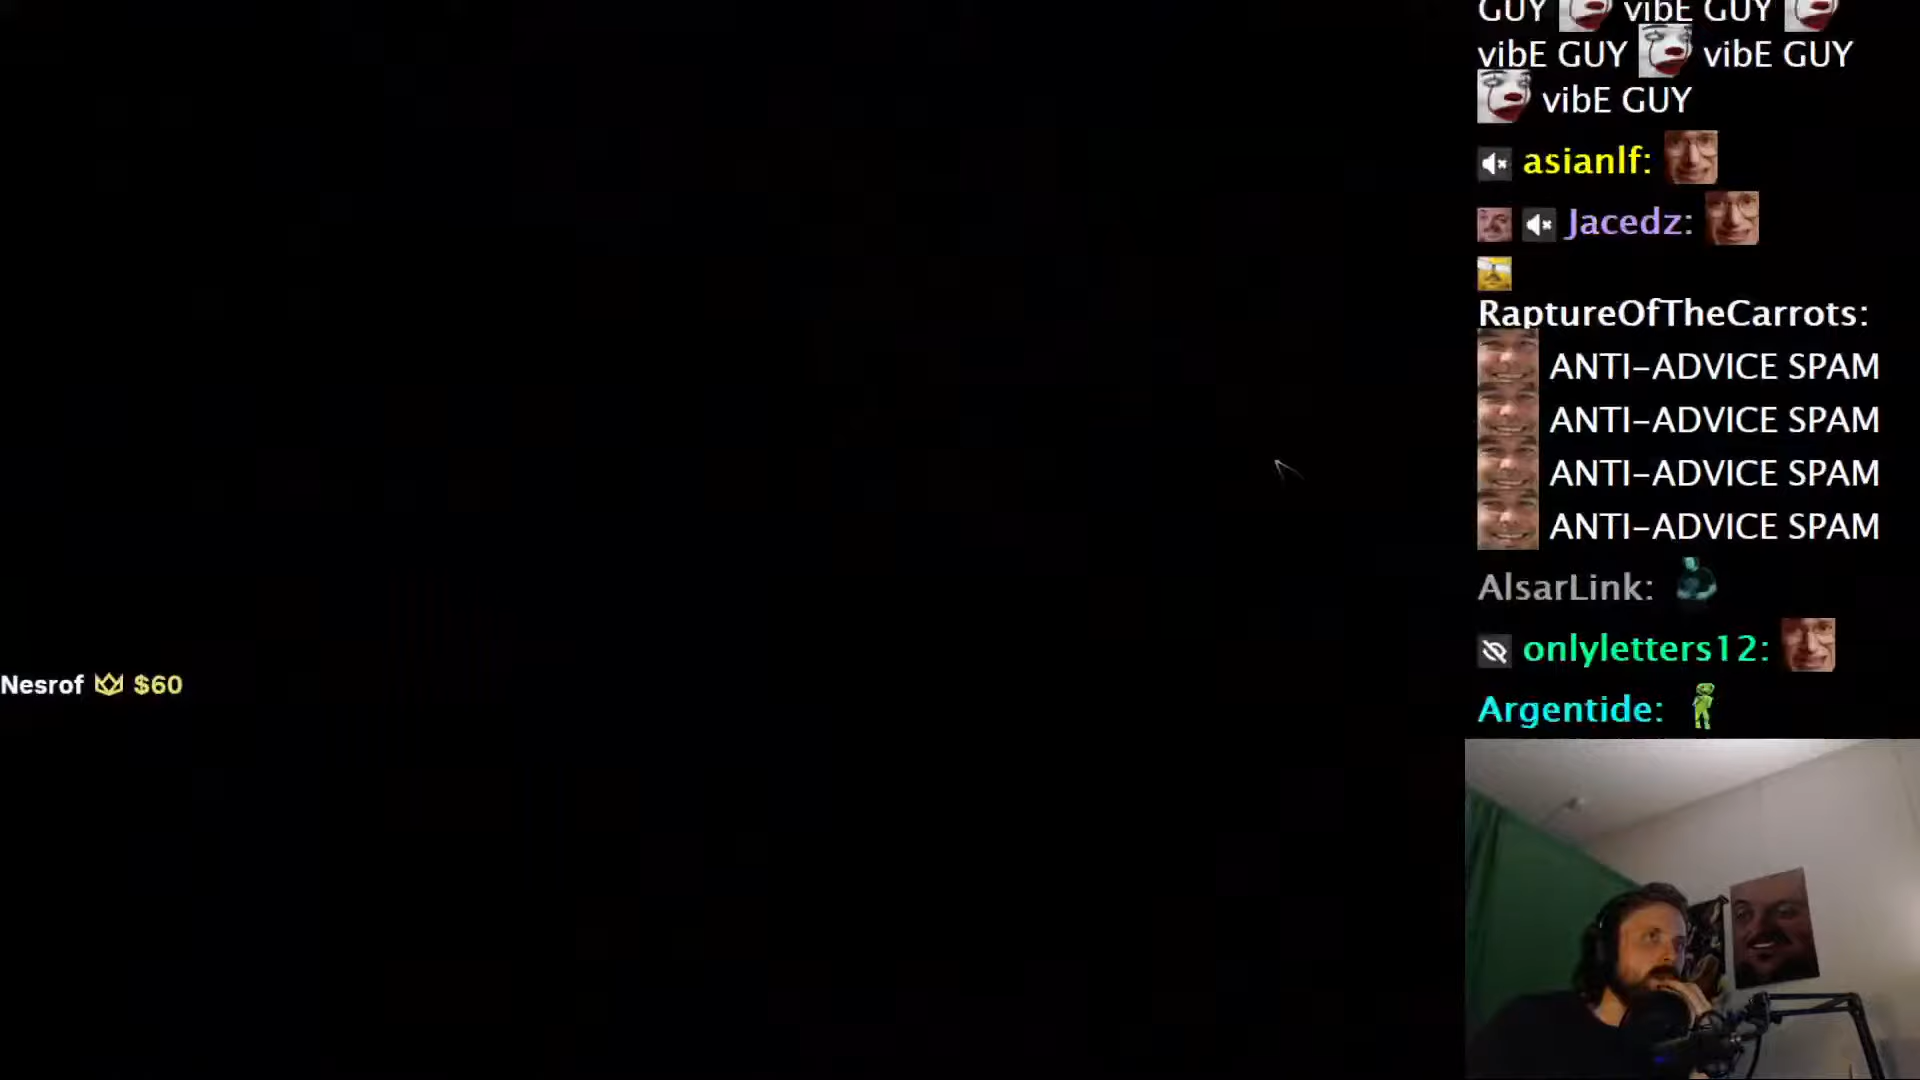 GUY vibE GUY
vibE GUY vibE GUY
vibE GUY
asianlf:
Jacedz:
RaptureOfTheCarrots:
ANTI-ADVICE SPAM
ANTI-ADVICE SPAM
ANTI-ADVICE SPAM
ANTI-ADVICE SPAM
AlsarLink:
onlyletters12:
Nesrof $60
Argentide: